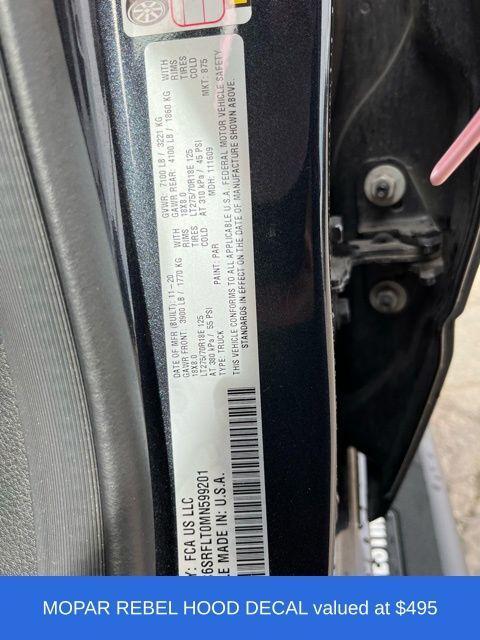 DATE OF MFR (BUILT): 11-20 GVWR: 7100 LB / 3221 KG
GAWR FRONT: 3900 LB / 1770 KG WITH GAWR REAR: 4100 LB / 1860 KG WITH
18X8.0 RIMS 18X8.0 RIMS
LT275/70R18E 125 TIRES LT275/70R18E 125 TIRES
AT 380 kPa / 55 PSI COLD AT 310 kPa / 45 PSI COLD
TYPE: TRUCK PAINT: PAR MDH: 111609 MKT: 875
THIS VEHICLE CONFORMS TO ALL APPLICABLE U.S.A. FEDERAL MOTOR VEHICLE SAFETY
STANDARDS IN EFFECT ON THE DATE OF MANUFACTURE SHOWN ABOVE.
Y: FCA US LLC
6SRFLT0MN599201
LE MADE IN: U.S.A.
MOPAR REBEL HOOD DECAL valued at $495